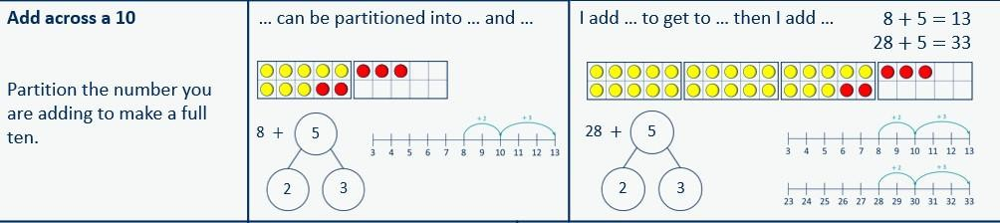 Add across a 10
Partition the number you
are adding to make a full
ten.
... can be partitioned into ... and ...
8 + 5
2 3
+2 +3
3 4 5 6 7 8 9 10 11 12 13
I add ... to get to ... then I add ...
8 + 5 = 13
28 + 5 = 33
28 + 5
2 3
+2 +3
3 4 5 6 7 8 9 10 11 12 13
+2 +3
23 24 25 26 27 28 29 30 31 32 33